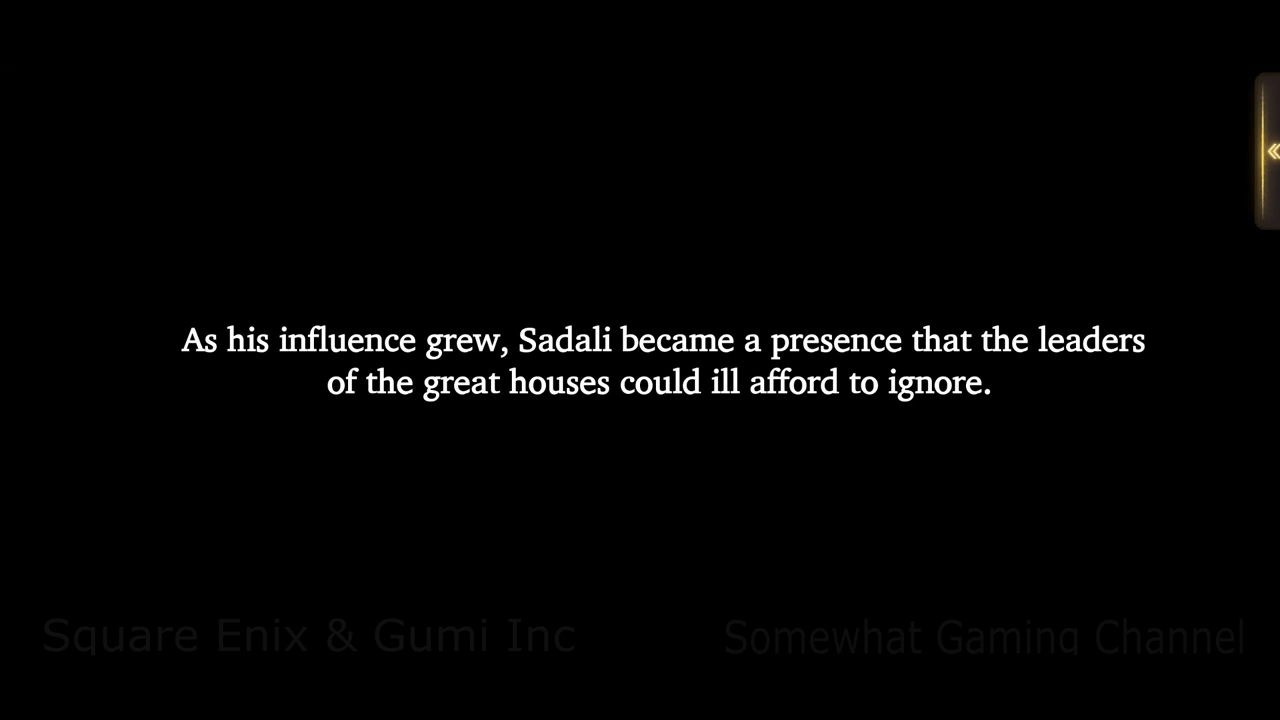 As his influence grew, Sadali became a presence that the leaders
of the great houses could ill afford to ignore.
Square Enix & Gumi Inc
Somewhat Gaming Channel